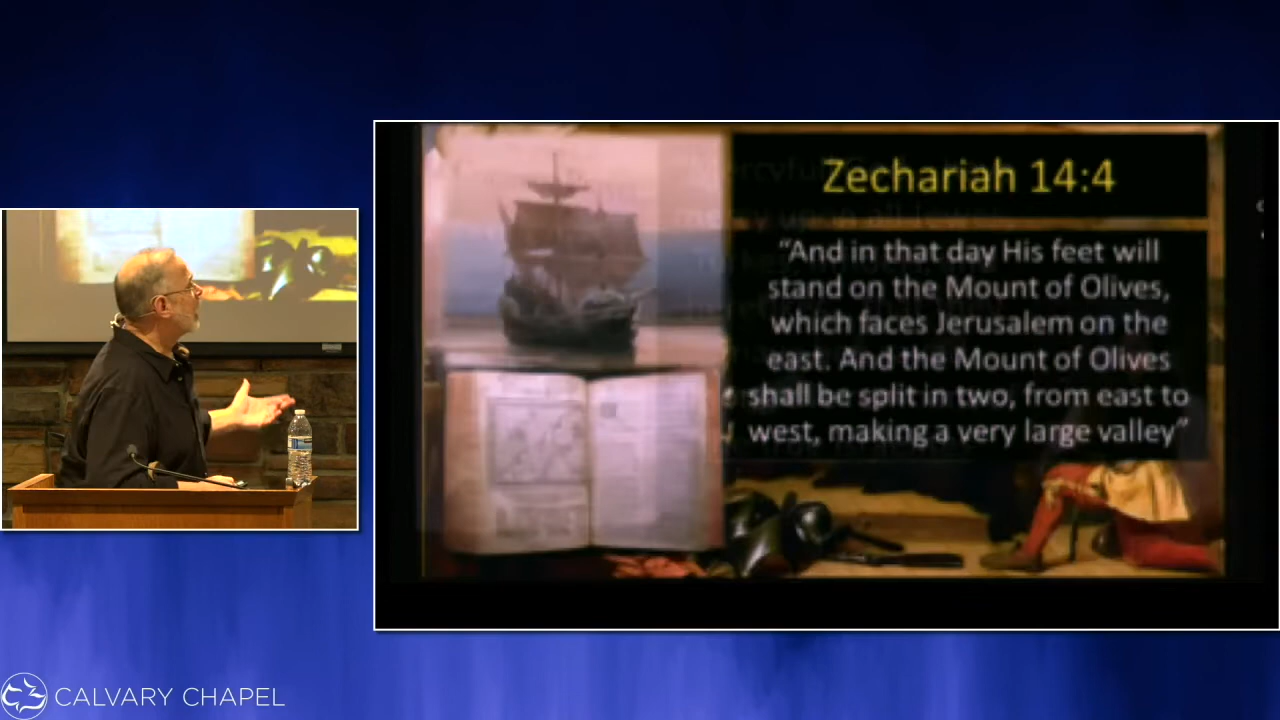 Zechariah 14:4
“And in that day His feet will
stand on the Mount of Olives,
which faces Jerusalem on the
east. And the Mount of Olives
shall be split in two, from east to
west, making a very large valley”
CALVARY CHAPEL